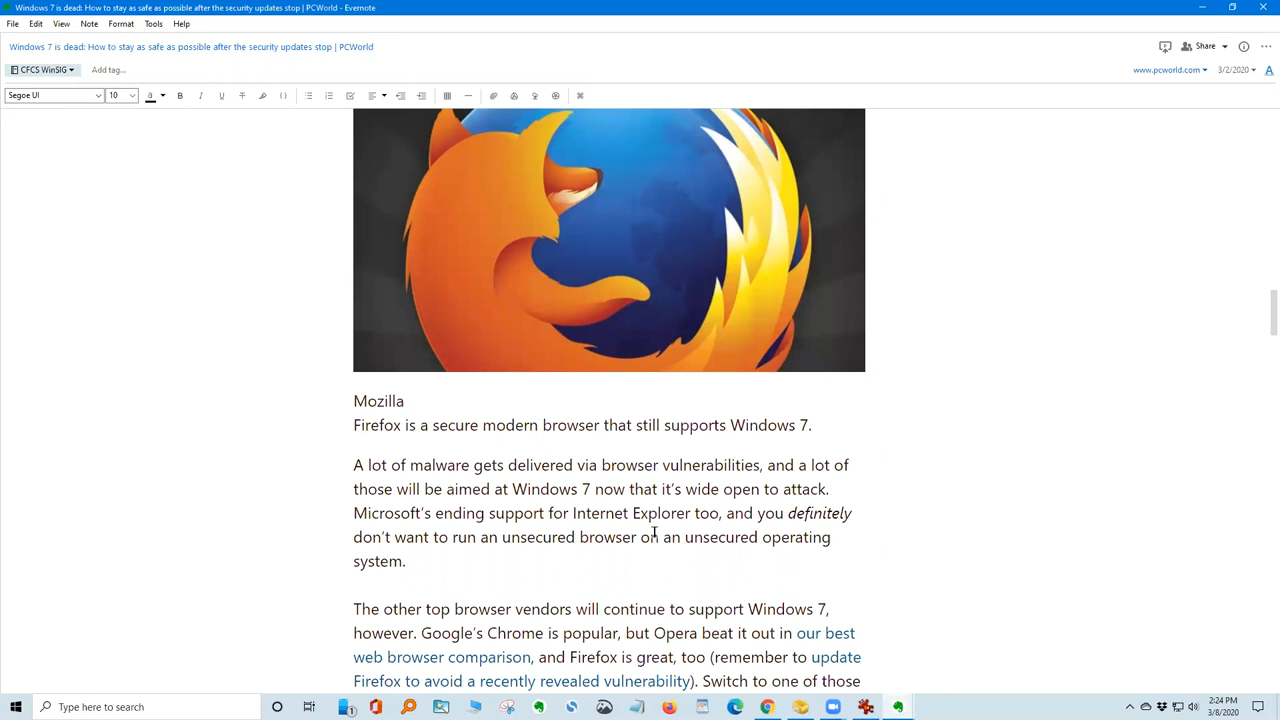 Windows 7 is dead: How to stay as safe as possible after the security updates stop | PCWorld - Evernote
File Edit View Note Format Tools Help
Windows 7 is dead: How to stay as safe as possible after the security updates stop | PCWorld
Share
CFCS WinSIG
Add tag...
www.pcworld.com
3/2/2020
Segoe UI
10
Mozilla
Firefox is a secure modern browser that still supports Windows 7.
A lot of malware gets delivered via browser vulnerabilities, and a lot of
those will be aimed at Windows 7 now that it's wide open to attack.
Microsoft's ending support for Internet Explorer too, and you definitely
don't want to run an unsecured browser on an unsecured operating
system.
The other top browser vendors will continue to support Windows 7,
however. Google's Chrome is popular, but Opera beat it out in our best
web browser comparison, and Firefox is great, too (remember to update
Firefox to avoid a recently revealed vulnerability). Switch to one of those
Type here to search
2:24 PM
3/8/2020